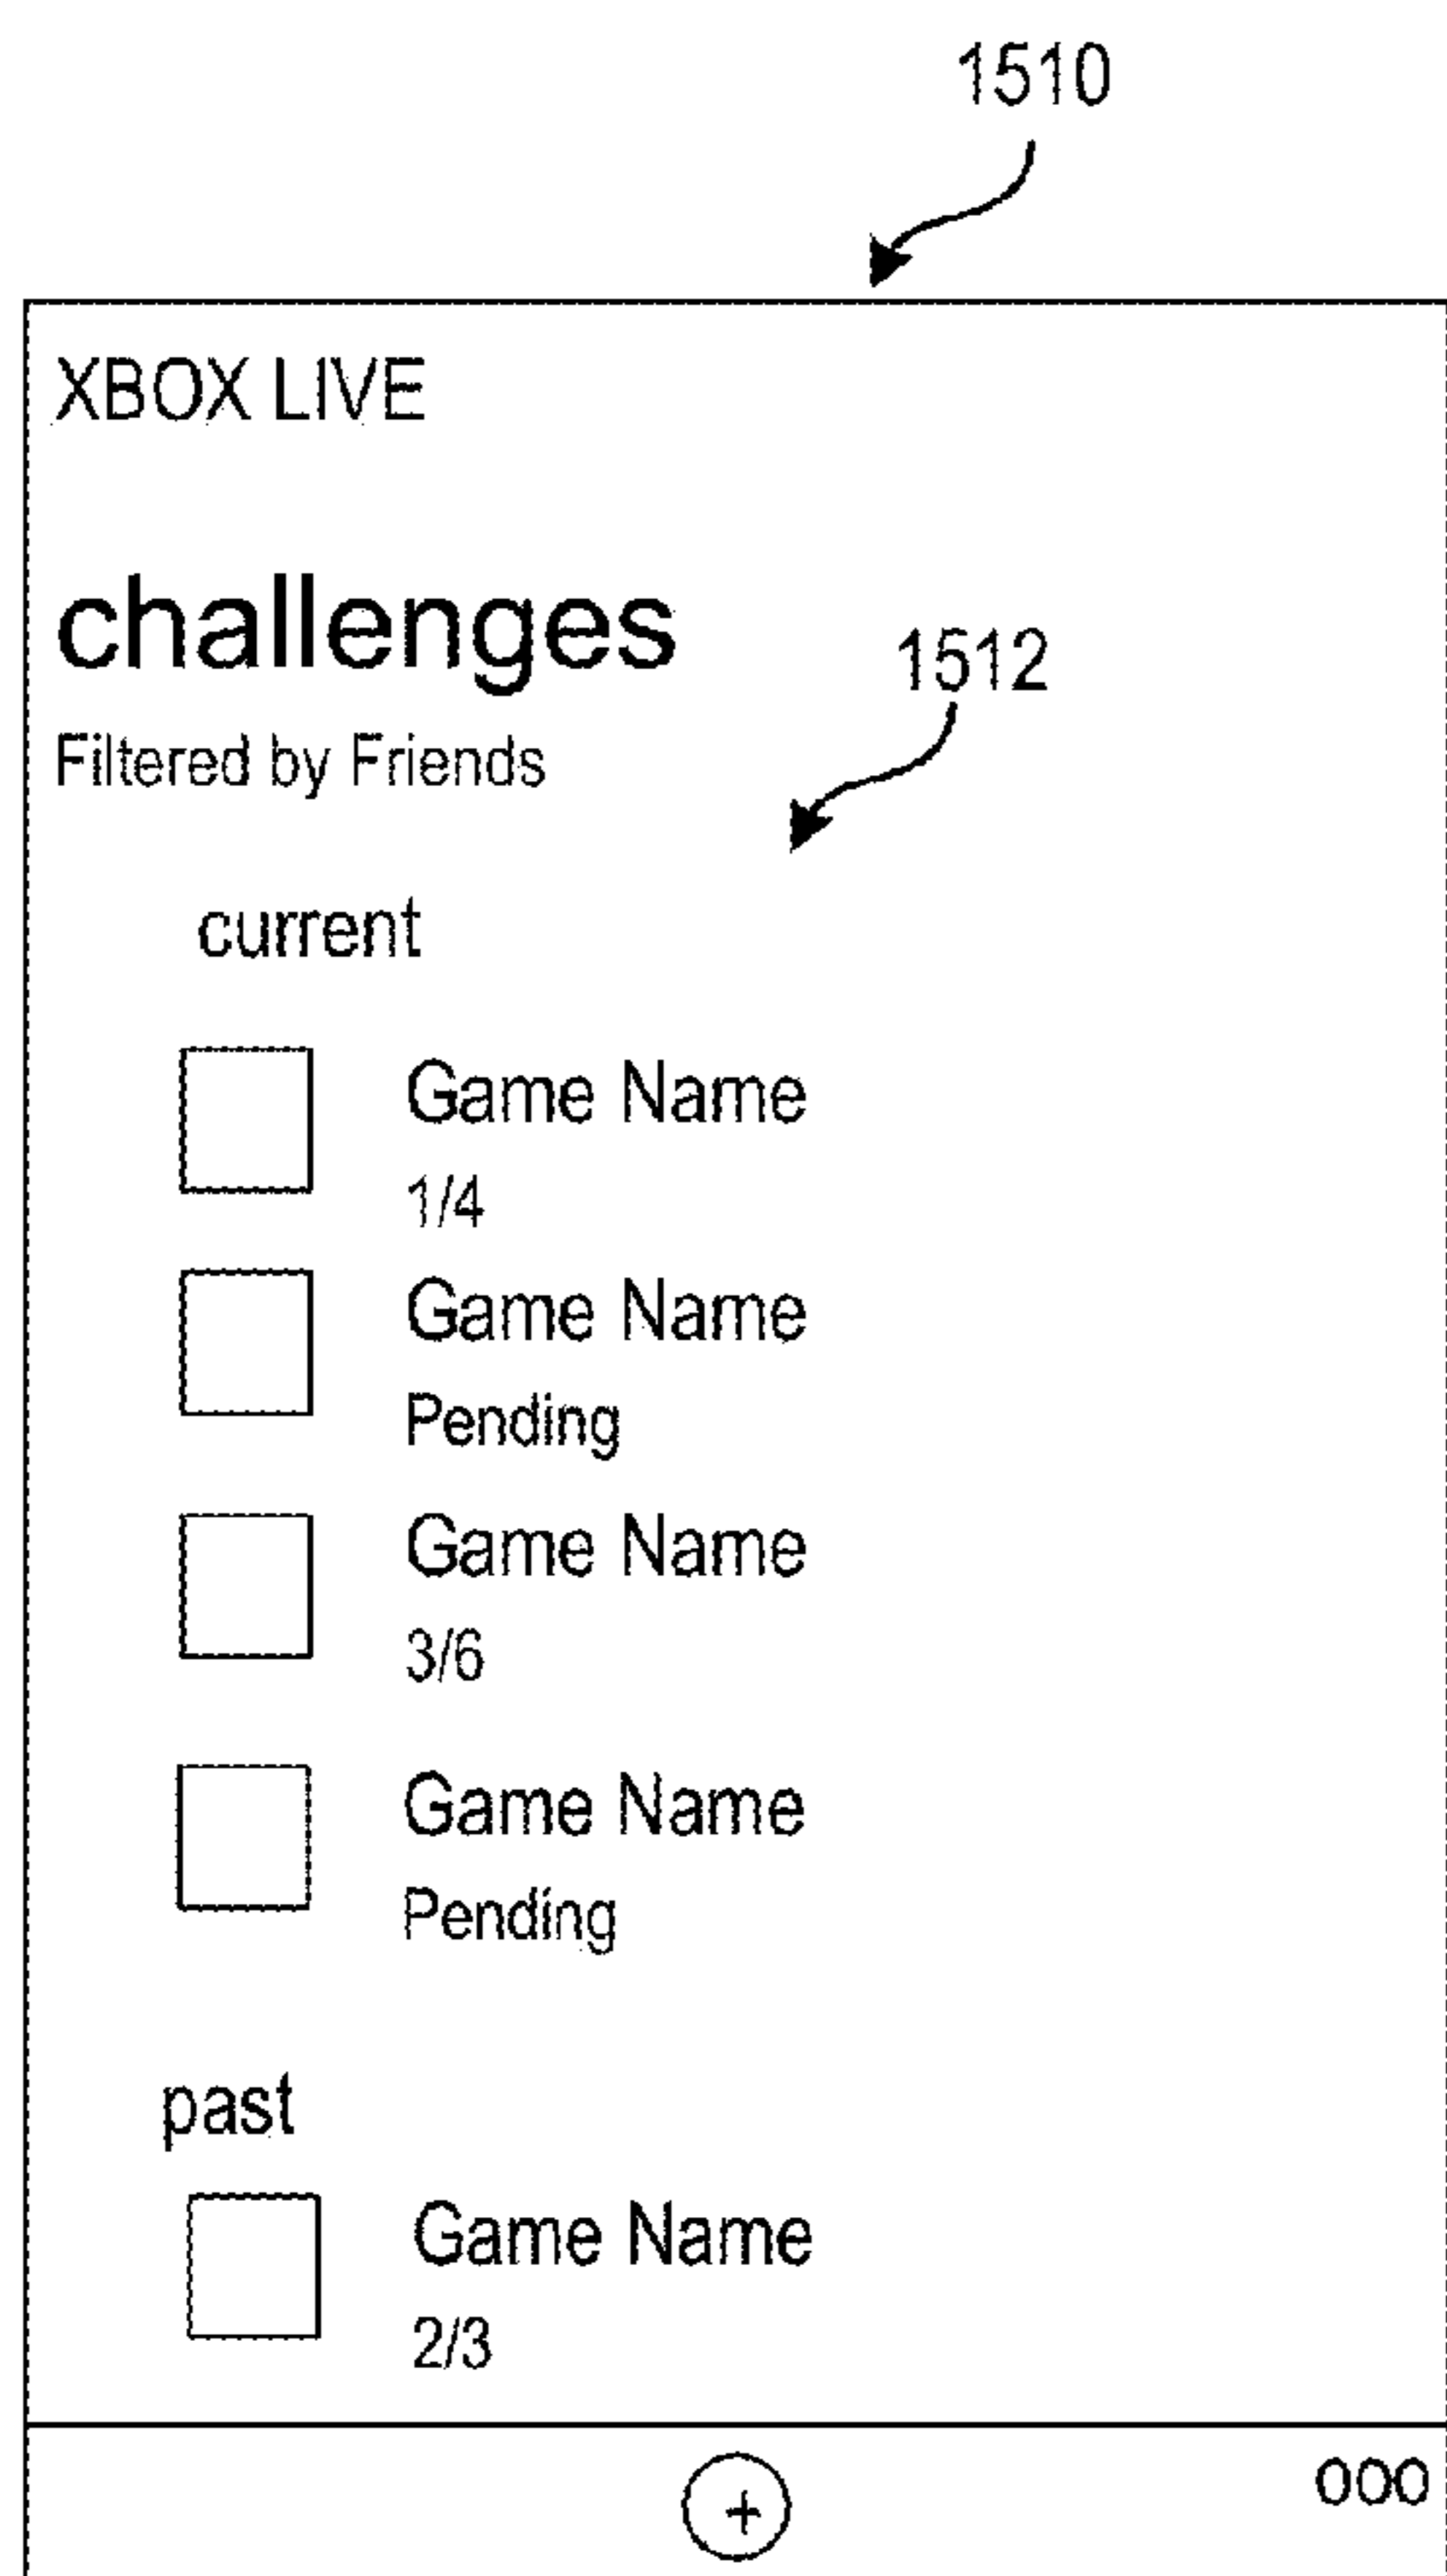 1510
XBOX LIVE
challenges
1512
Filtered by Friends
current
Game Name
1/4
Game Name
Pending
Game Name
3/6
Game Name
Pending
past
Game Name
2/3
+
ooo